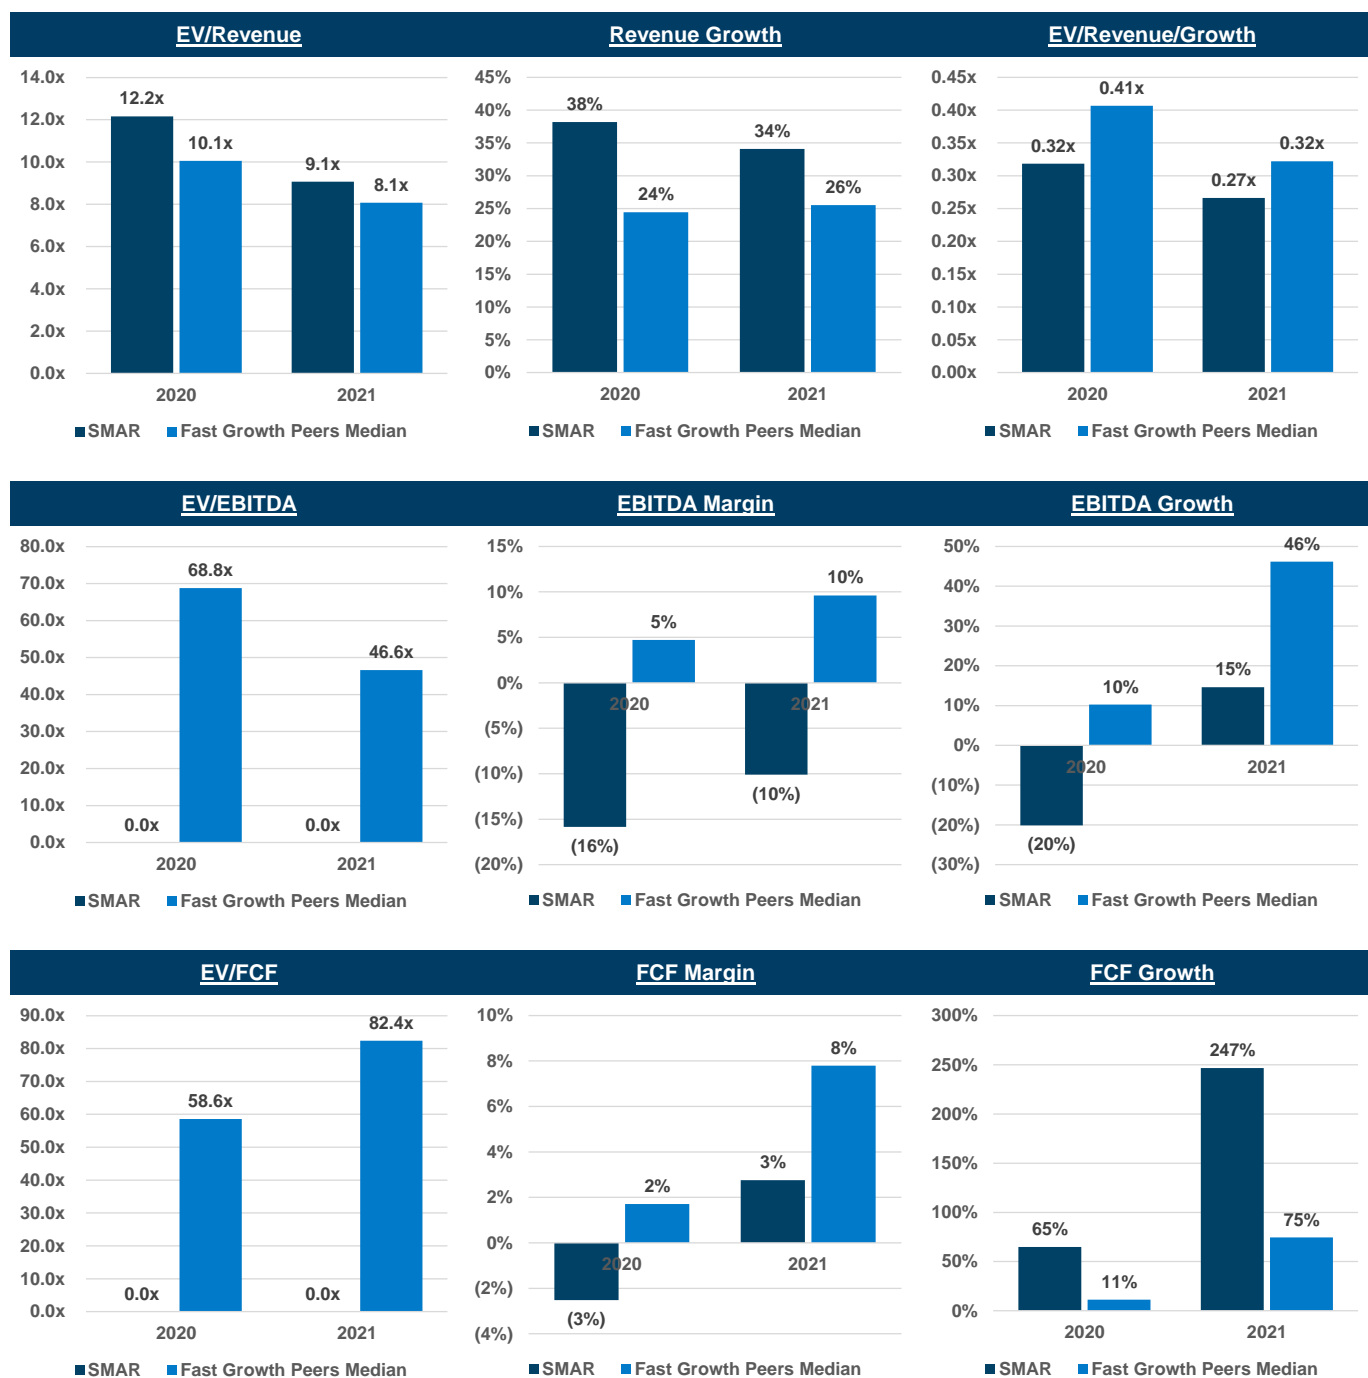 EV/Revenue
14.0x
12.0x
10.0x
8.0x
6.0x
4.0x
2.0x
0.0x
12.2x
10.1x
9.1x
8.1x
2020
2021
SMAR
Fast Growth Peers Median
Revenue Growth
45%
40%
35%
30%
25%
20%
15%
10%
5%
0%
38%
24%
34%
26%
2020
2021
SMAR
Fast Growth Peers Median
EV/Revenue/Growth
0.45x
0.40x
0.35x
0.30x
0.25x
0.20x
0.15x
0.10x
0.05x
0.00x
0.32x
0.41x
0.27x
0.32x
2020
2021
SMAR
Fast Growth Peers Median
EV/EBITDA
80.0x
70.0x
60.0x
50.0x
40.0x
30.0x
20.0x
10.0x
0.0x
0.0x
68.8x
0.0x
46.6x
2020
2021
SMAR
Fast Growth Peers Median
EBITDA Margin
15%
10%
5%
0%
(5%)
(10%)
(15%)
(20%)
5%
10%
(16%)
(10%)
2020
2021
SMAR
Fast Growth Peers Median
EBITDA Growth
50%
40%
30%
20%
10%
0%
(10%)
(20%)
(30%)
(20%)
10%
15%
46%
2020
2021
SMAR
Fast Growth Peers Median
EV/FCF
90.0x
80.0x
70.0x
60.0x
50.0x
40.0x
30.0x
20.0x
10.0x
0.0x
0.0x
58.6x
0.0x
82.4x
2020
2021
SMAR
Fast Growth Peers Median
FCF Margin
10%
8%
6%
4%
2%
0%
(2%)
(4%)
(3%)
2%
3%
8%
2020
2021
SMAR
Fast Growth Peers Median
FCF Growth
300%
250%
200%
150%
100%
50%
0%
65%
11%
247%
75%
2020
2021
SMAR
Fast Growth Peers Median